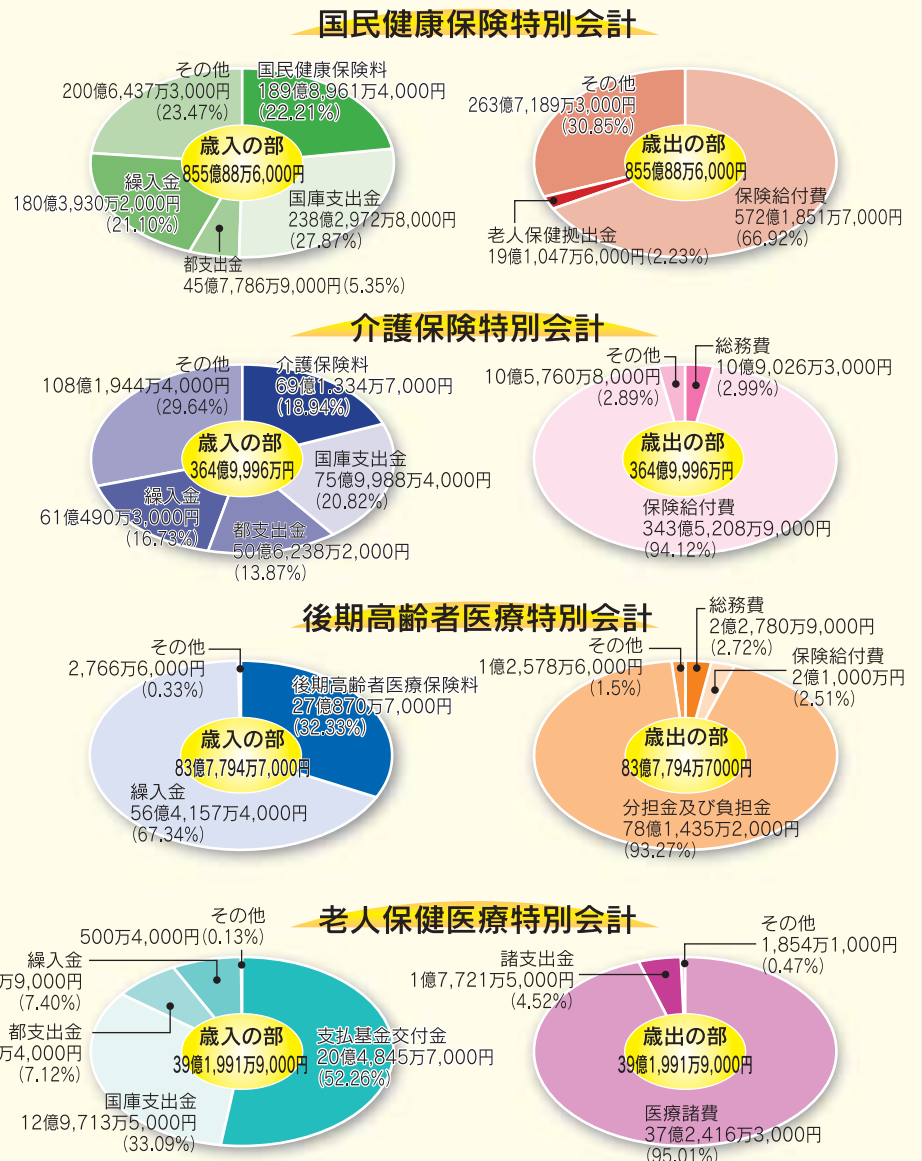 国民健康保険特別会計
その他
200億6,437万3,000円
(23.47%)
国民健康保険料
189億8,961万4,000円
(22.21%)
歳入の部
855億88万6,000円
繰入金
180億3,930万2,000円
(21.10%)
国庫支出金
238億2,972万8,000円
(27.87%)
都支出金
45億7,786万9,000円(5.35%)
その他
263億7,189万3,000円
(30.85%)
歳出の部
855億88万6,000円
保険給付費
572億1,851万7,000円
(66.92%)
老人保健拠出金
19億1,047万6,000円(2.23%)
介護保険特別会計
その他
108億1,944万4,000円
(29.64%)
介護保険料
69億1,334万7,000円
(18.94%)
歳入の部
364億9,996万円
国庫支出金
75億9,988万4,000円
(20.82%)
繰入金
61億490万3,000円
(16.73%)
都支出金
50億6,238万2,000円
(13.87%)
その他
10億5,760万8,000円
(2.89%)
総務費
10億9,026万3,000円
(2.99%)
歳出の部
364億9,996万円
保険給付費
343億5,208万9,000円
(94.12%)
後期高齢者医療特別会計
その他
2,766万6,000円
(0.33%)
後期高齢者医療保険料
27億870万7,000円
(32.33%)
歳入の部
83億7,794万7,000円
繰入金
56億4,157万4,000円
(67.34%)
その他
1億2,578万6,000円
(1.5%)
総務費
2億2,780万9,000円
(2.72%)
保険給付費
2億1,000万円
(2.51%)
歳出の部
83億7,794万7000円
分担金及び負担金
78億1,435万2,000円
(93.27%)
老人保健医療特別会計
その他
500万4,000円(0.13%)
繰入金
万9,000円
(7.40%)
都支出金
万4,000円
(7.12%)
歳入の部
39億1,991万9,000円
支払基金交付金
20億4,845万7,000円
(52.26%)
国庫支出金
12億9,713万5,000円
(33.09%)
諸支出金
1億7,721万5,000円
(4.52%)
その他
1,854万1,000円
(0.47%)
歳出の部
39億1,991万9,000円
医療諸費
37億2,416万3,000円
(95.01%)